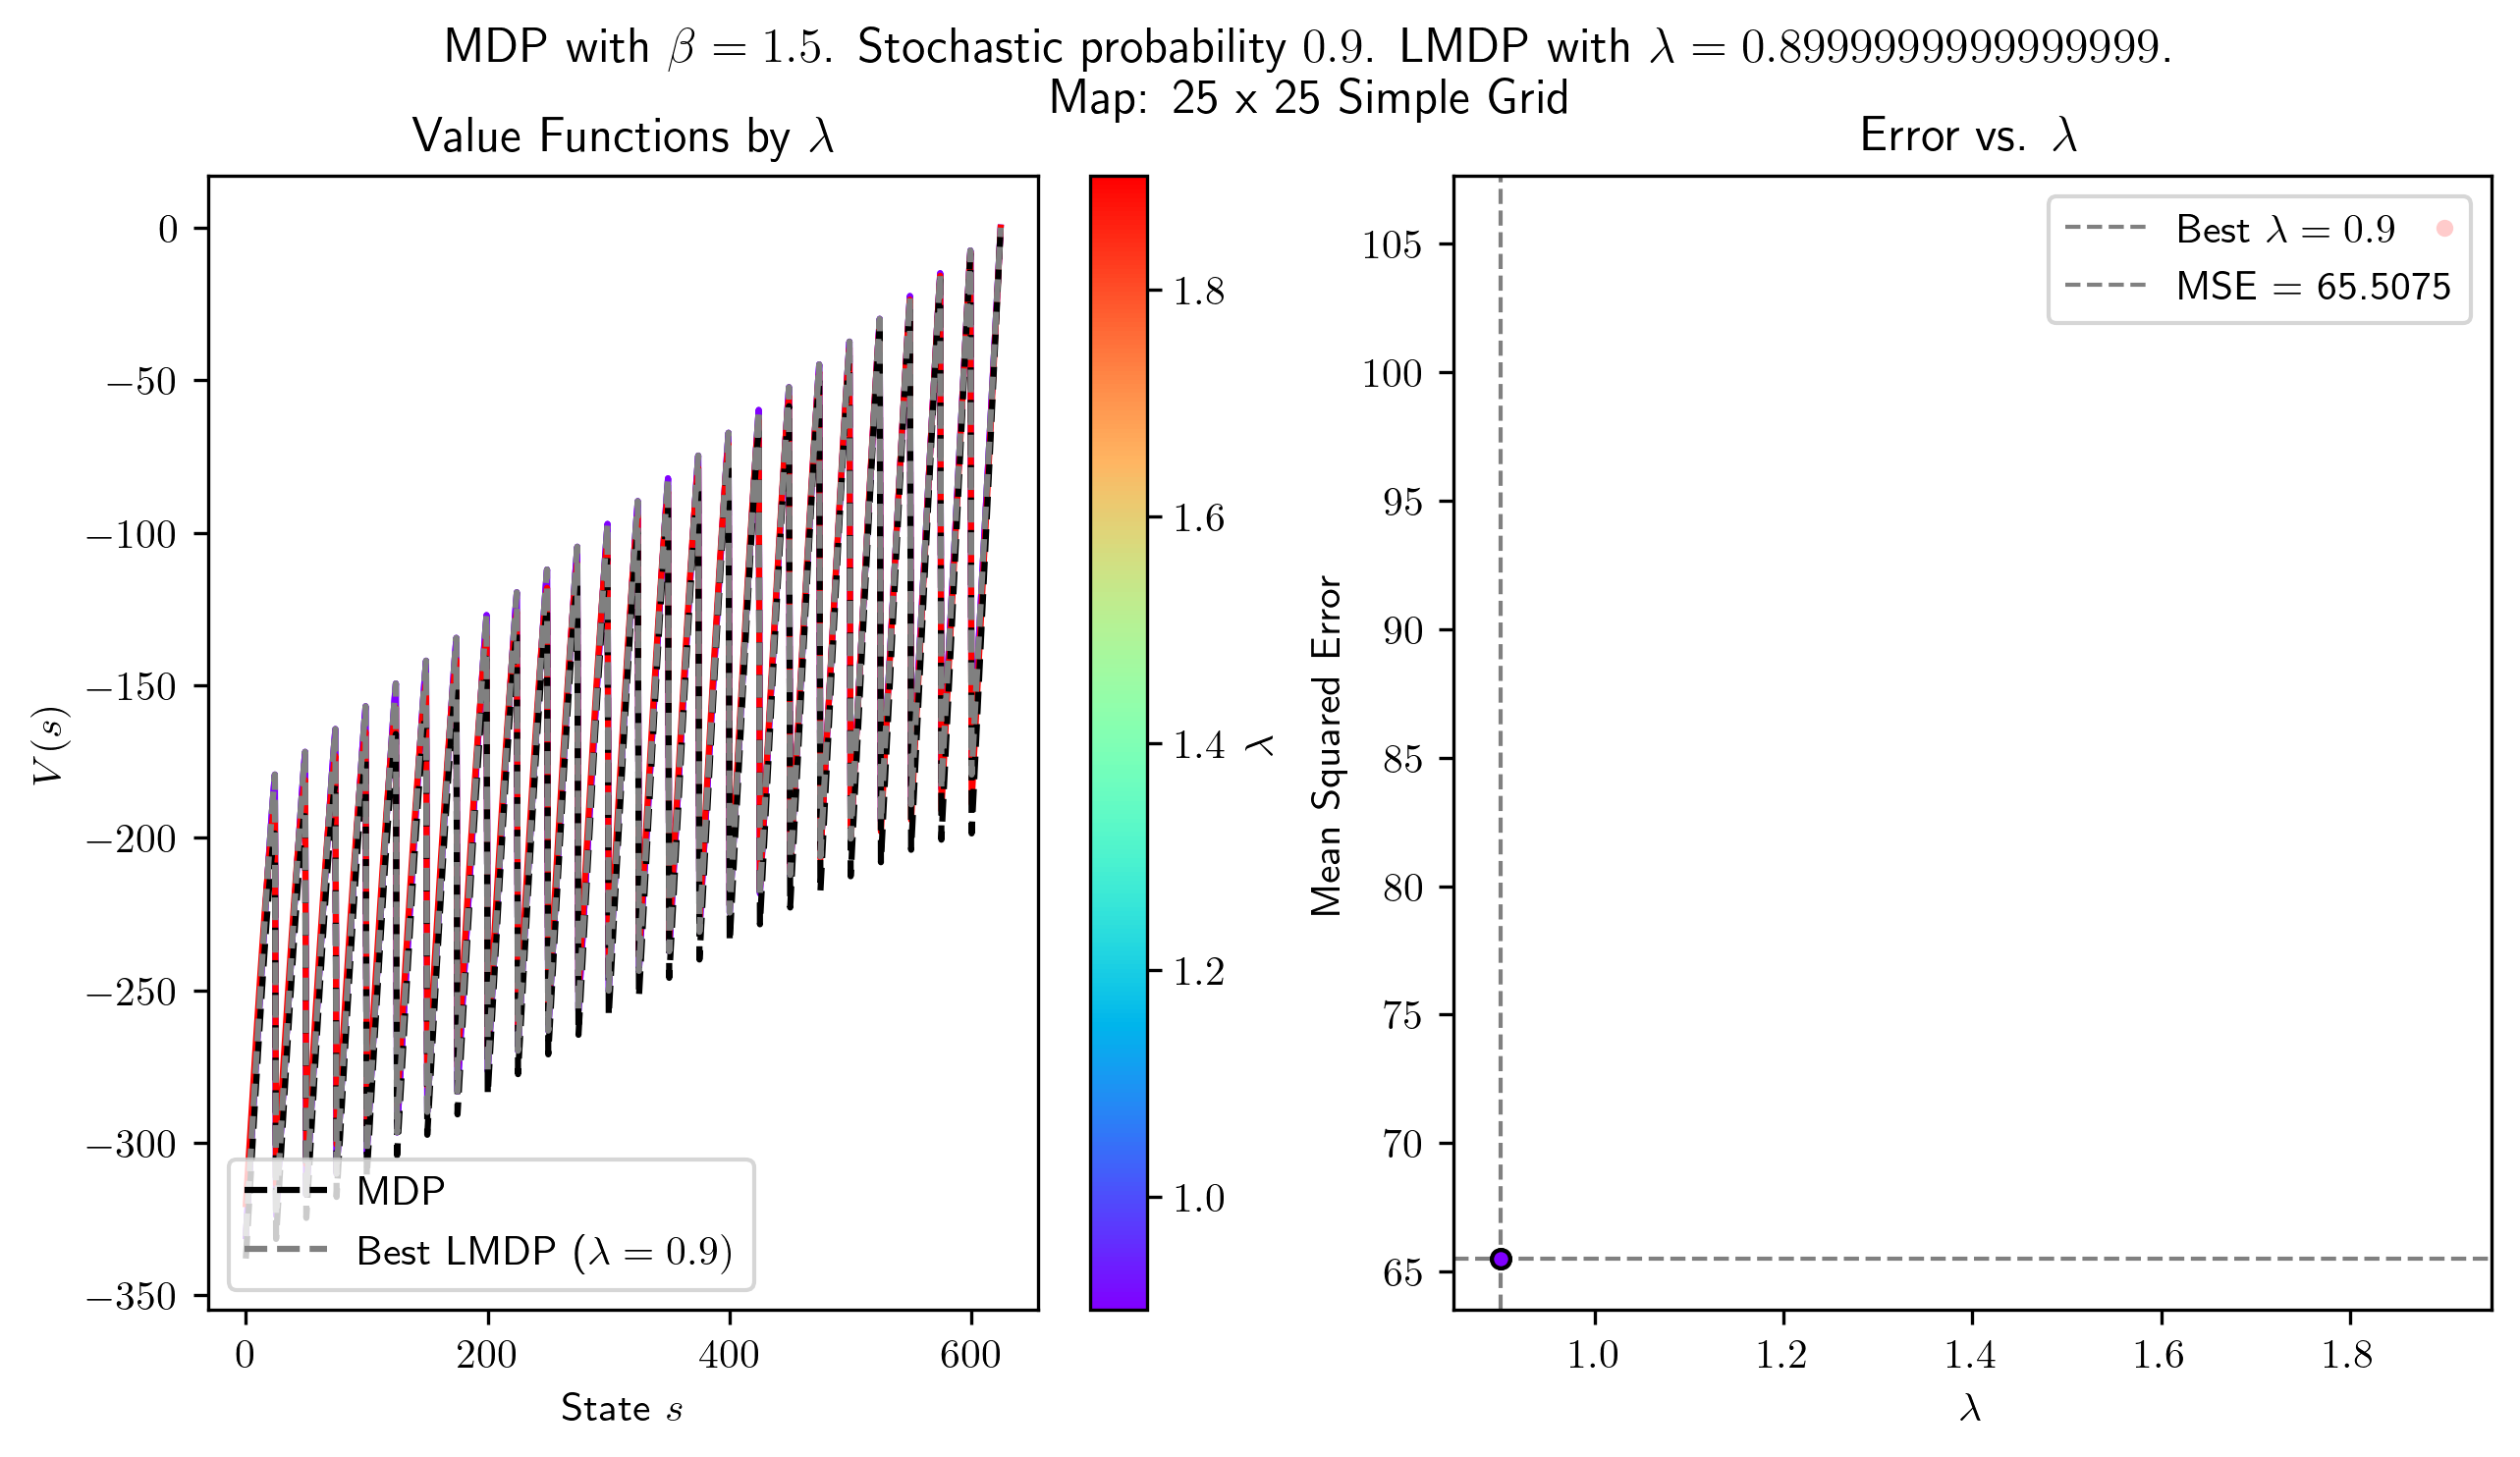 MDP with β = 1.5. Stochastic probability 0.9. LMDP with λ = 0.8999999999999999.
Map: 25 x 25 Simple Grid
Value Functions by λ
0
−50
−100
−150
−200
−250
−300
−350
V(s)
0
200
400
600
State s
MDP
Best LMDP (λ = 0.9)
1.8
1.6
1.4
1.2
1.0
λ
Error vs. λ
105
100
95
90
85
80
75
70
65
Mean Squared Error
1.0
1.2
1.4
1.6
1.8
λ
Best λ = 0.9
MSE = 65.5075